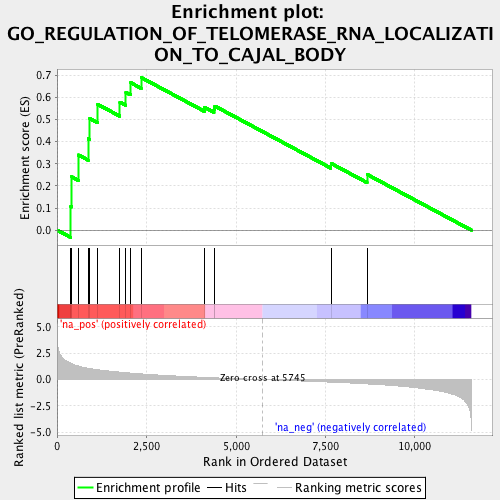 Enrichment plot:
GO_REGULATION_OF_TELOMERASE_RNA_LOCALIZATI
ON_TO_CAJAL_BODY
Enrichment score (ES)
0.7
0.6
0.5
0.4
0.3
0.2
0.1
0.0
'na_pos' (positively correlated)
Ranked list metric (PreRanked)
5.0
2.5
0.0
-2.5
-5.0
Zero cross at 5745
'na_neg' (negatively correlated)
0
2,500
5,000
7,500
10,000
Rank in Ordered Dataset
Enrichment profile
Hits
Ranking metric scores